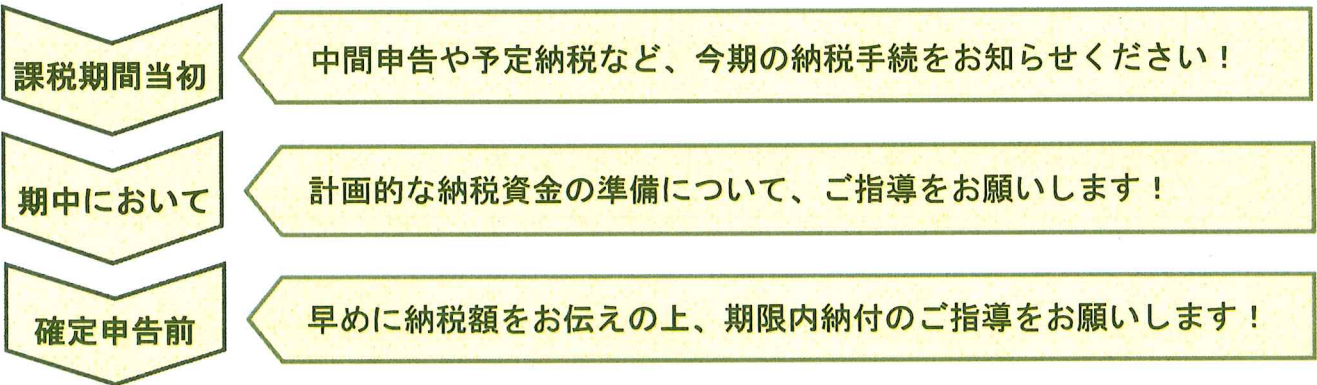 課税期間当初
中間申告や予定納税など、今期の納税手続をお知らせください！
期中において
計画的な納税資金の準備について、ご指導をお願いします！
確定申告前
早めに納税額をお伝えの上、期限内納付のご指導をお願いします！